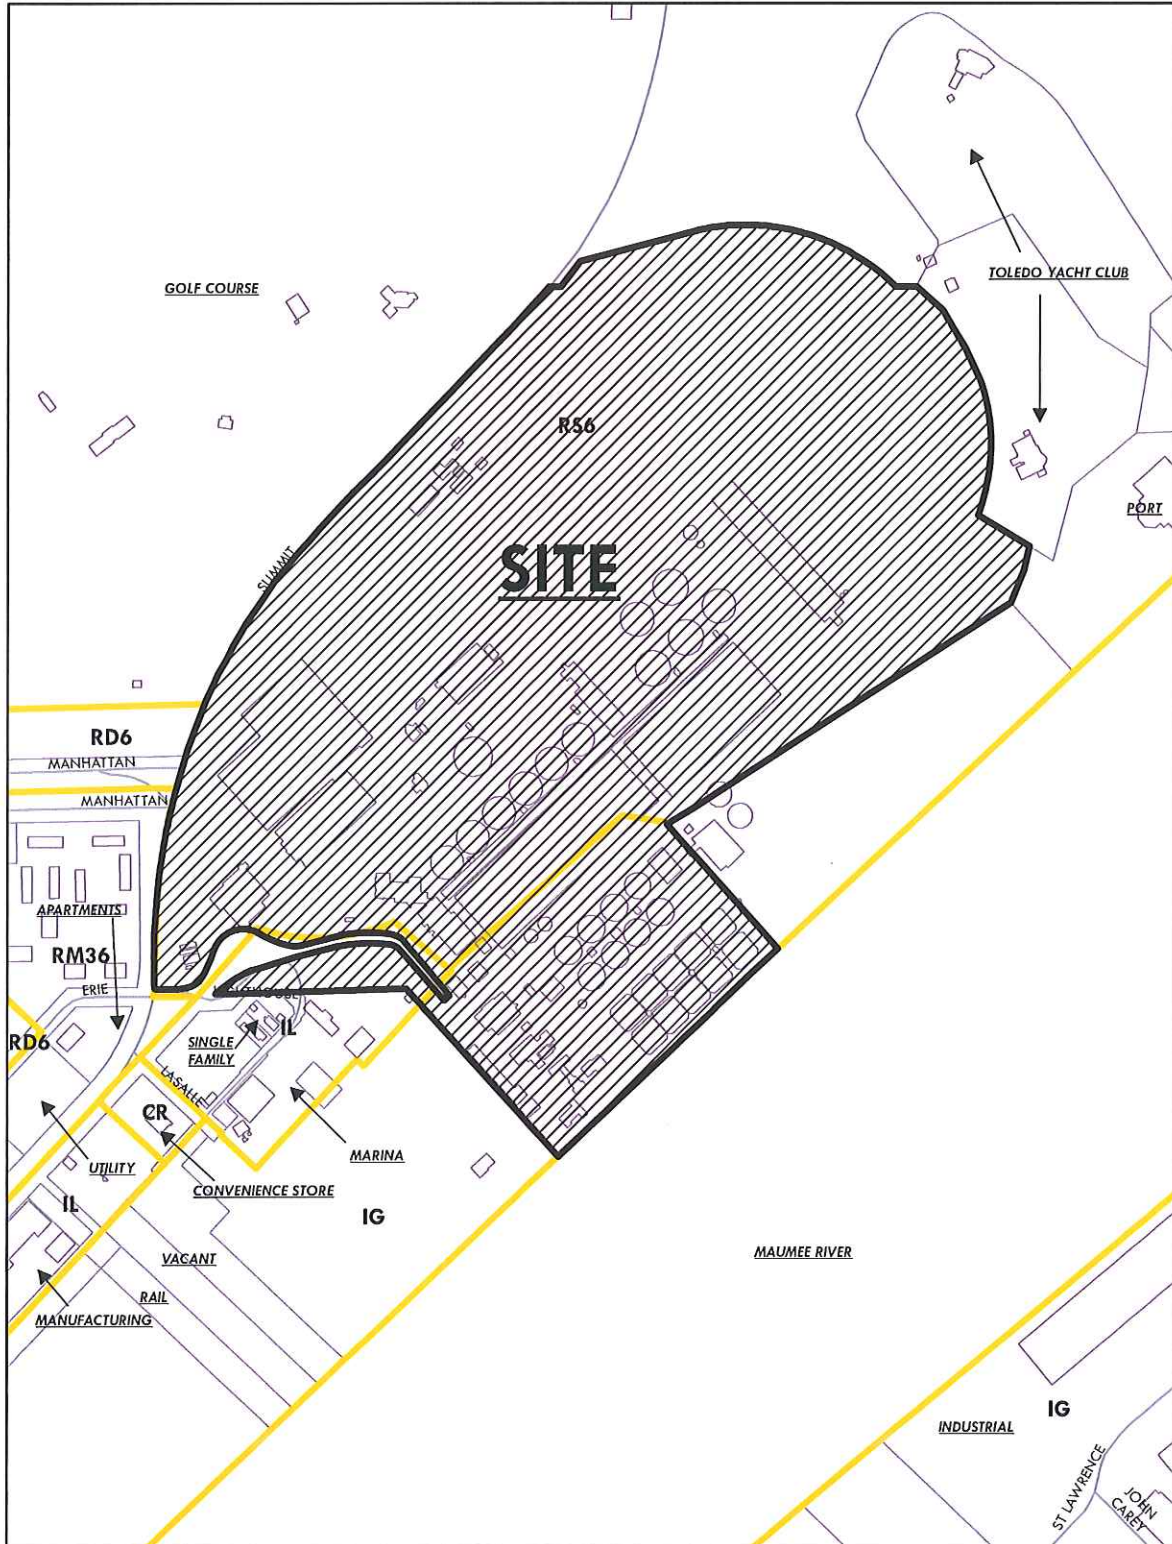 GOLF COURSE
TOLEDO YACHT CLUB
RS6
PORT
SITE
SUMMIT
RD6
MANHATTAN
MANHATTAN
APARTMENTS
RM36
ERIE
LIGHTHOUSE
RD6
SINGLE
FAMILY
IL
LASALLE
CR
MARINA
UTILITY
CONVENIENCE STORE
IL
IG
VACANT
MAUMEE RIVER
RAIL
MANUFACTURING
IG
INDUSTRIAL
ST LAWRENCE
JOHN
CAREY